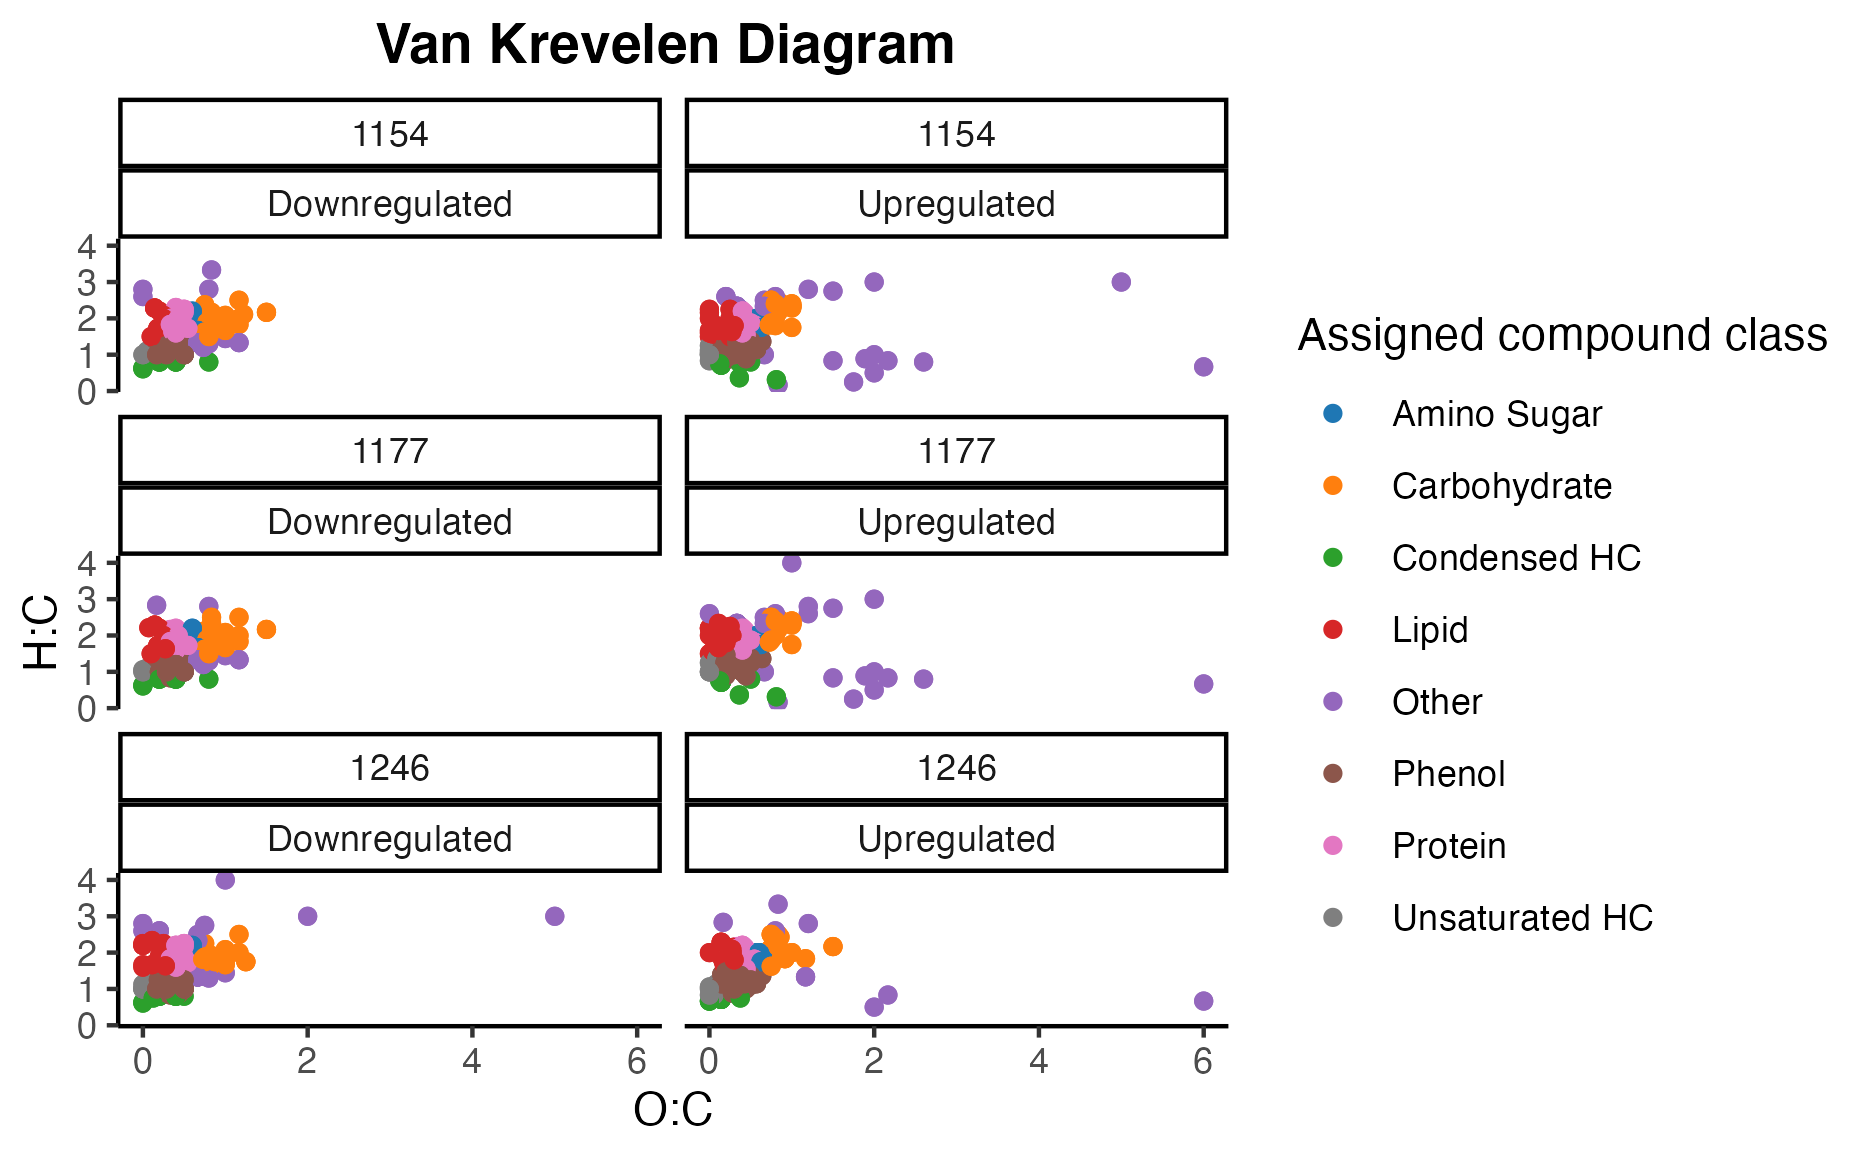 Van Krevelen Diagram
1154
1154
Downregulated
Upregulated
4
3
2
1
0
1177
1177
Downregulated
Upregulated
4
3
2
1
0
1246
1246
Downregulated
Upregulated
4
3
2
1
0
0
2
4
6
0
2
4
6
O:C
H:C
Assigned compound class
Amino Sugar
Carbohydrate
Condensed HC
Lipid
Other
Phenol
Protein
Unsaturated HC